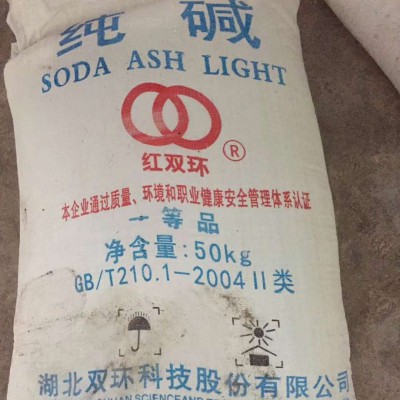 纯碱
SODA ASH LIGHT
红双环®
本企业通过质量、环境和职业健康安全管理体系认证
一等品
净含量:50kg
GB/T210.1-2004 II类
湖北双环科技股份有限公司